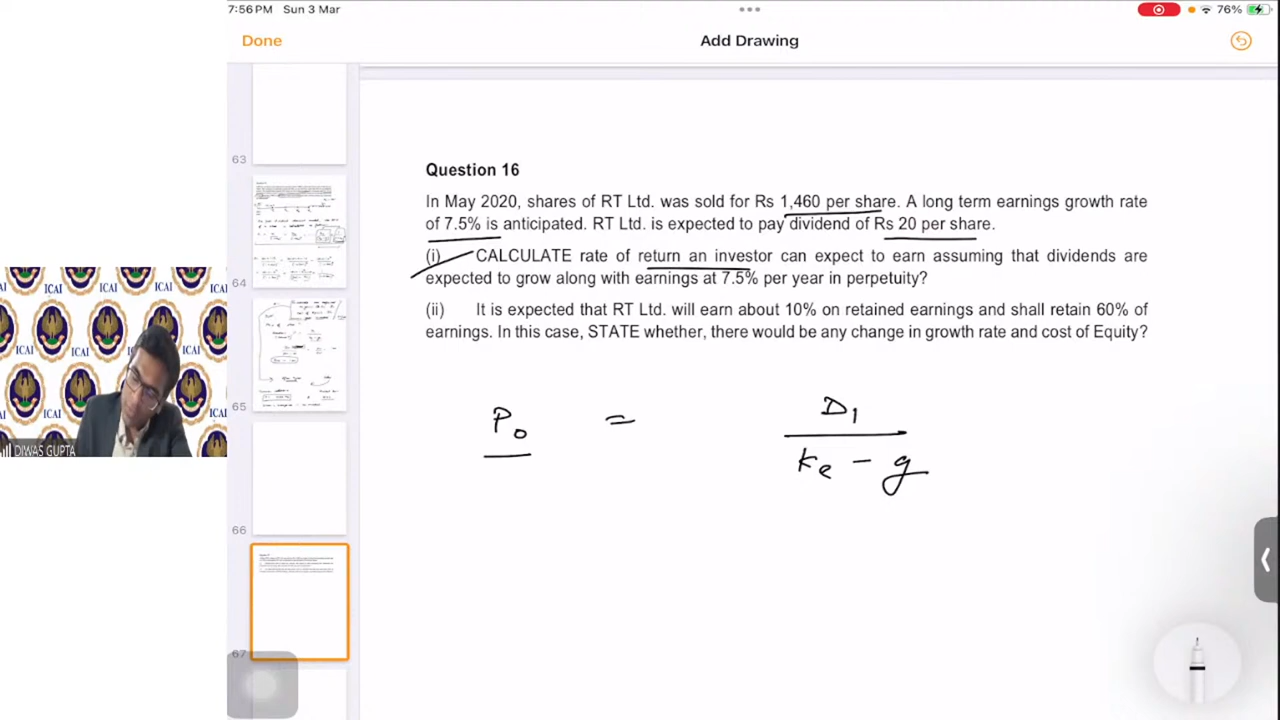 7:56 PM Sun 3 Mar
76%
Done
Add Drawing
63
64
65
66
67
Question 16
In May 2020, shares of RT Ltd. was sold for Rs 1,460 per share. A long term earnings growth rate
of 7.5% is anticipated. RT Ltd. is expected to pay dividend of Rs 20 per share.
(i) CALCULATE rate of return an investor can expect to earn assuming that dividends are
expected to grow along with earnings at 7.5% per year in perpetuity?
(ii) It is expected that RT Ltd. will earn about 10% on retained earnings and shall retain 60% of
earnings. In this case, STATE whether, there would be any change in growth rate and cost of Equity?
P0 = D1
ke - g
ICAI ICAI ICAI
ICAI
DIWAS GUPTA